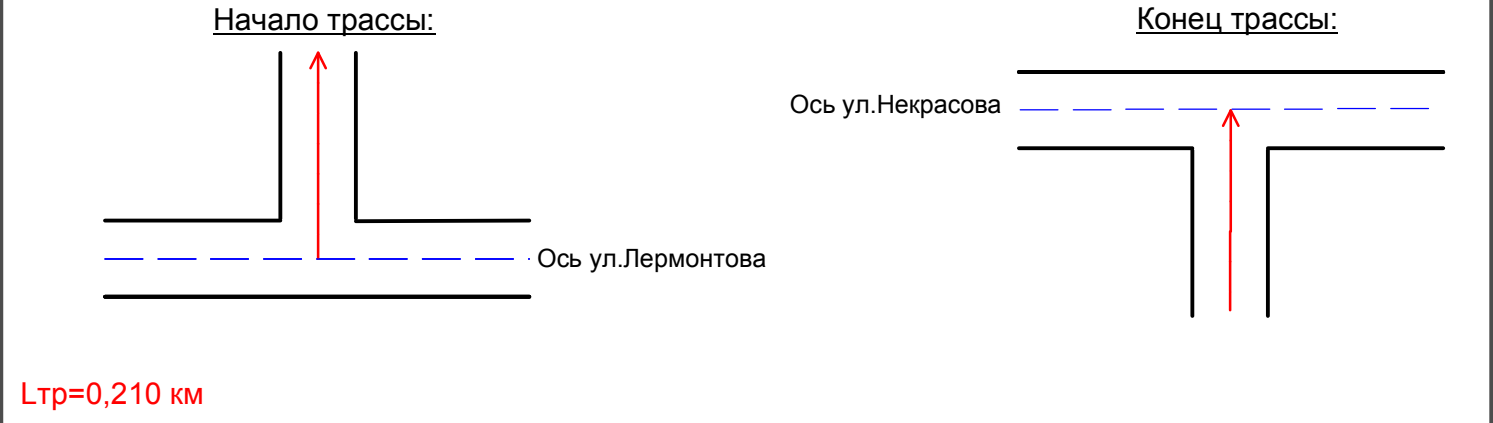 Начало трассы:
Конец трассы:
Ось ул.Некрасова
Ось ул.Лермонтова
Lтр=0,210 км